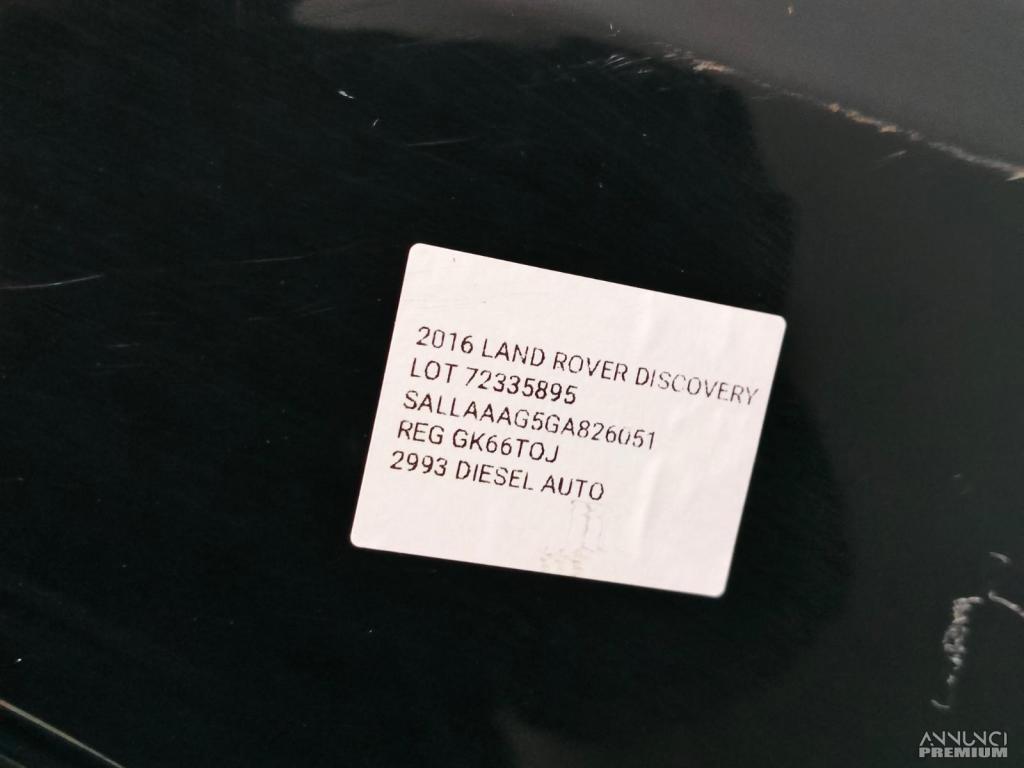 2016 LAND ROVER DISCOVERY
LOT 72335895
SALLAAAG5GA826051
REG GK66TOJ
2993 DIESEL AUTO
ANNUNCI
PREMIUM